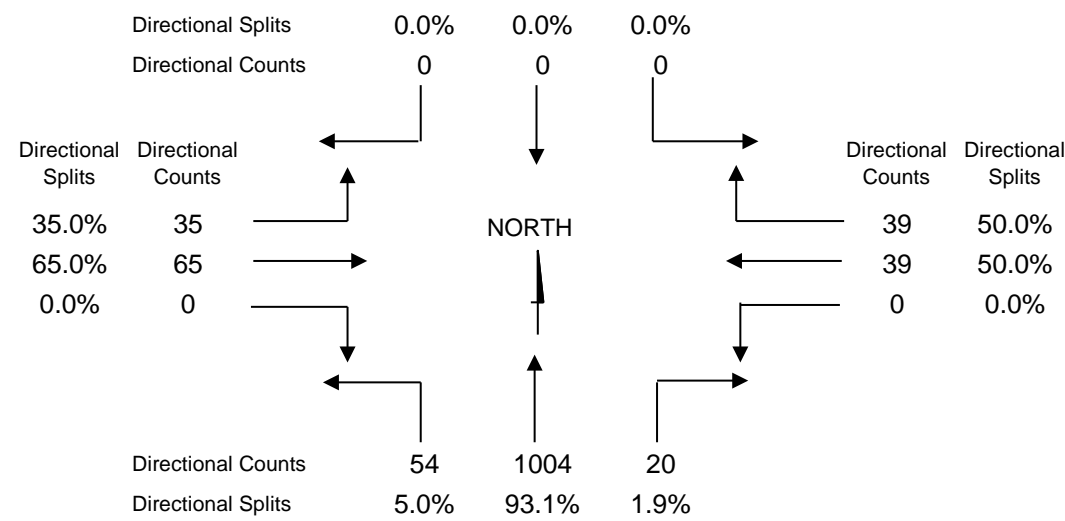 Directional Splits 0.0% 0.0% 0.0%
Directional Counts 0 0 0
Directional Directional Directional Directional
Splits Counts Counts Splits
35.0% 35 NORTH 39 50.0%
65.0% 65 39 50.0%
0.0% 0 0 0.0%
Directional Counts 54 1004 20
Directional Splits 5.0% 93.1% 1.9%